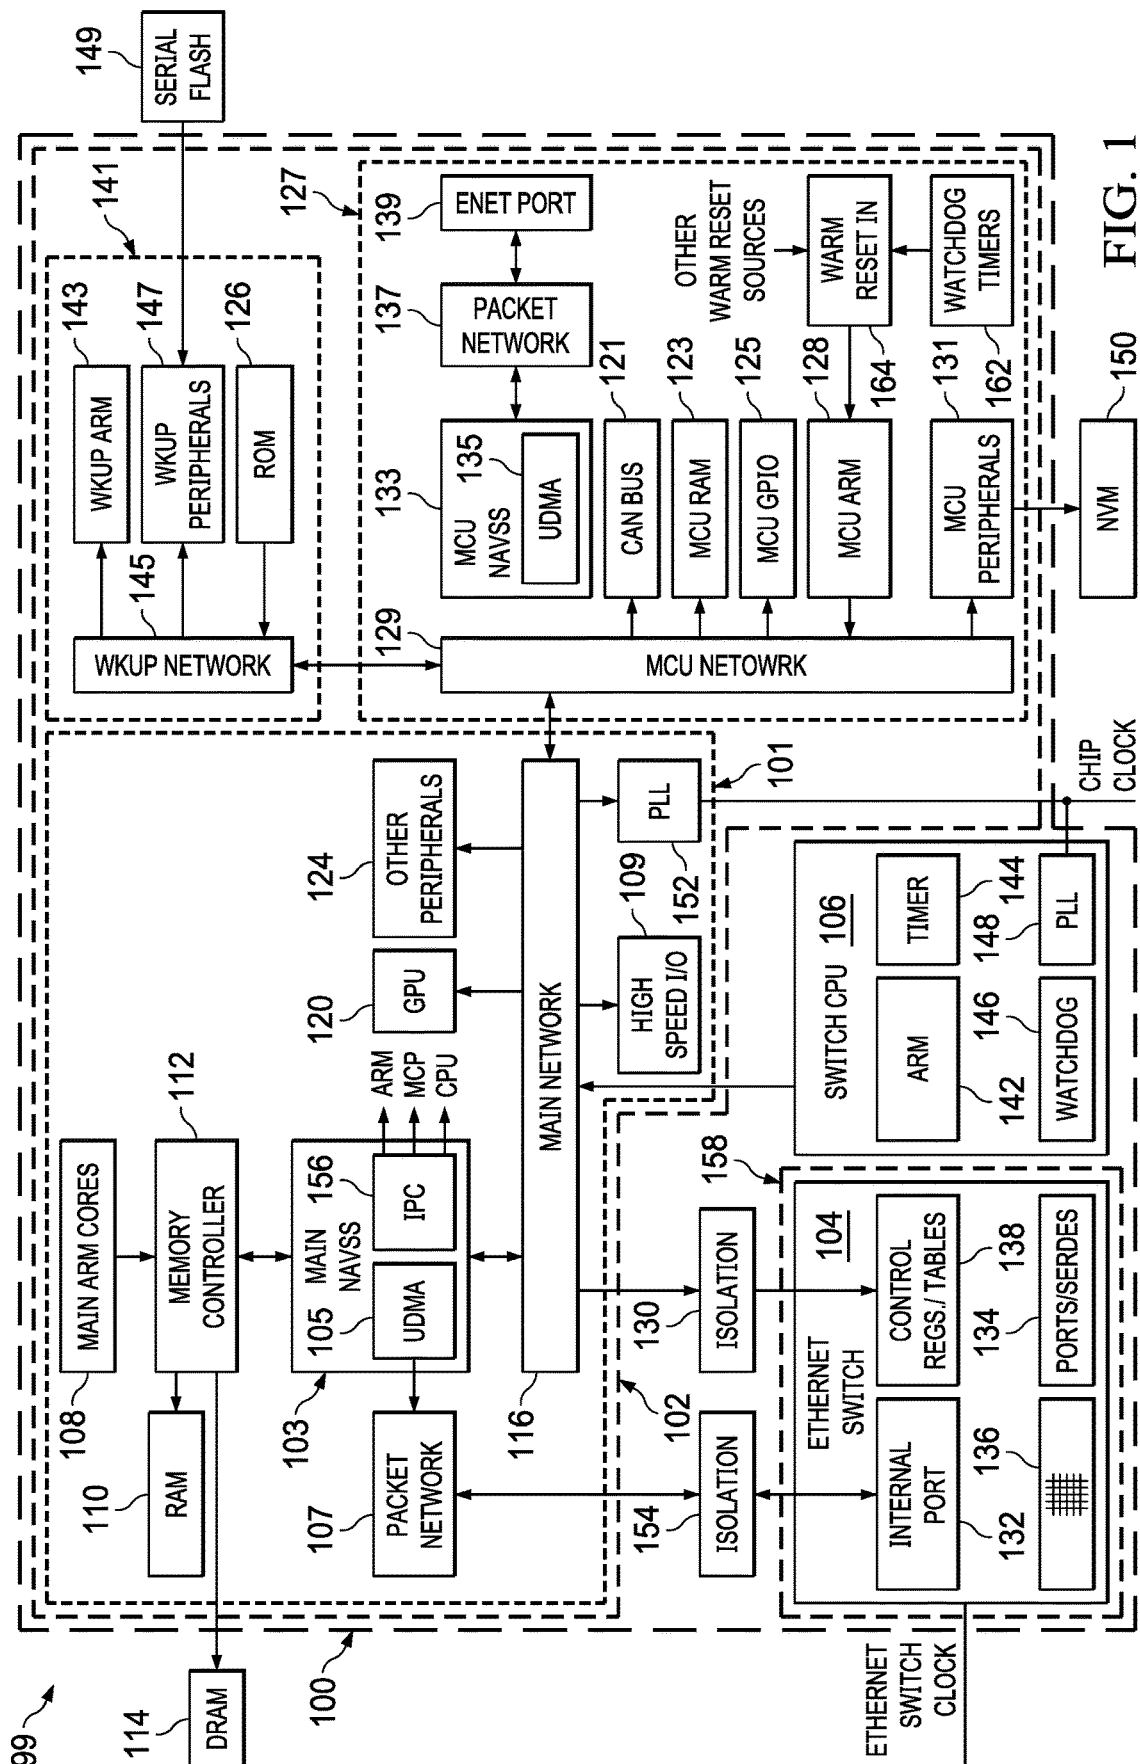 99
114
DRAM
100
108
MAIN ARM CORES
110
RAM
112
MEMORY
CONTROLLER
103
MAIN
NAVSS
105
UDMA
156
IPC
ARM
MCP
CPU
107
PACKET
NETWORK
120
GPU
124
OTHER
PERIPHERALS
116
MAIN NETWORK
109
HIGH
SPEED I/O
152
PLL
101
102
154
ISOLATION
130
ISOLATION
158
ETHERNET
SWITCH
104
INTERNAL
PORT
132
CONTROL
REGS./TABLES
138
136
134
PORTS/SERDES
ETHERNET
SWITCH
CLOCK
SWITCH CPU
106
ARM
142
TIMER
144
146
WATCHDOG
148
PLL
CHIP
CLOCK
141
143
WKUP ARM
145
147
WKUP
PERIPHERALS
126
ROM
WKUP NETWORK
149
SERIAL
FLASH
127
129
MCU NETOWRK
133
MCU
NAVSS
135
UDMA
137
PACKET
NETWORK
139
ENET PORT
121
CAN BUS
123
MCU RAM
125
MCU GPIO
128
MCU ARM
OTHER
WARM RESET
SOURCES
WARM
RESET IN
164
131
MCU
PERIPHERALS
162
WATCHDOG
TIMERS
150
NVM
FIG. 1